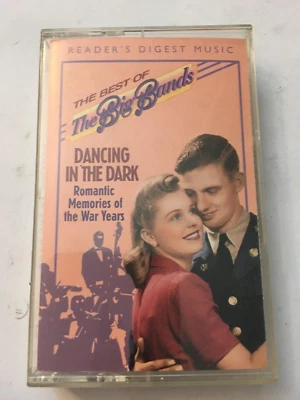 READER'S DIGEST MUSIC
THE BEST OF
The Big Bands
DANCING
IN THE DARK
Romantic
Memories of
the War Years